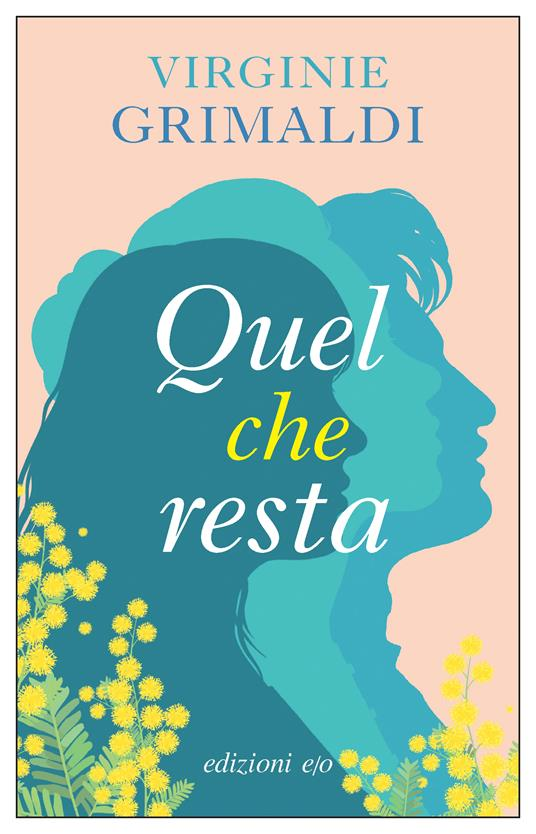 VIRGINIE
GRIMALDI
Quel
che
resta
edizioni e/o